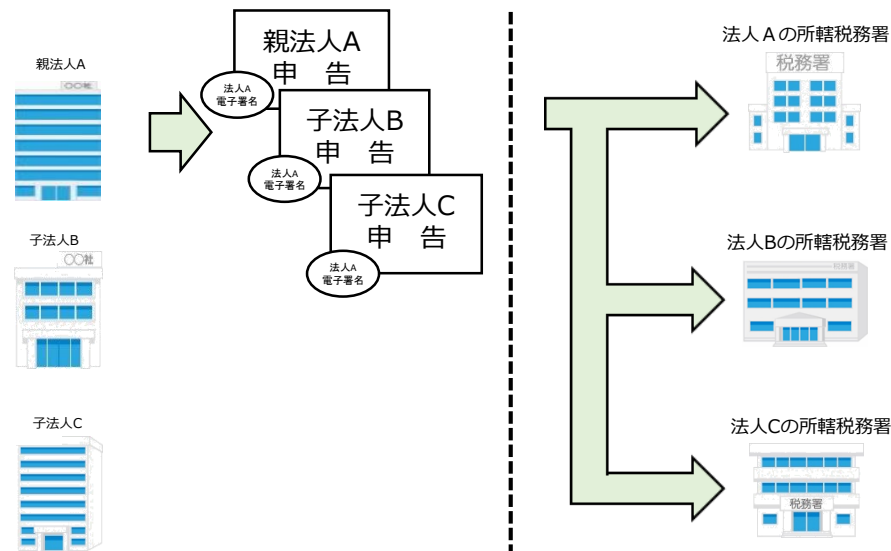 親法人A
〇〇社
子法人B
〇〇社
子法人C
親法人A
申　告
法人A
電子署名
子法人B
申　告
法人A
電子署名
子法人C
申　告
法人A
電子署名
法人Ａの所轄税務署
税務署
法人Bの所轄税務署
税務署
法人Cの所轄税務署
税務署